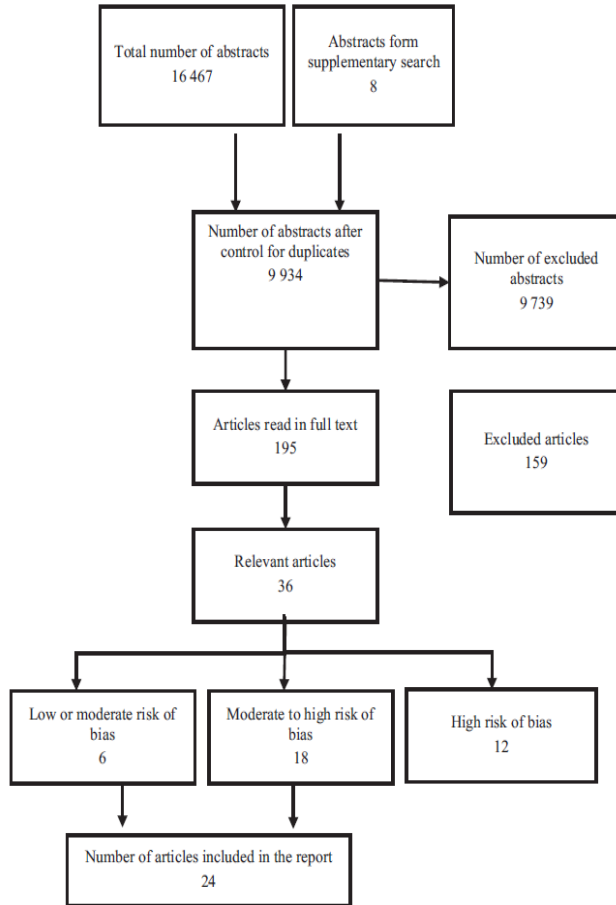 Total number of abstracts
16 467
Abstracts form
supplementary search
8
Number of abstracts after
control for duplicates
9 934
Number of excluded
abstracts
9 739
Articles read in full text
195
Excluded articles
159
Relevant articles
36
Low or moderate risk of
bias
6
Moderate to high risk of
bias
18
High risk of bias
12
Number of articles included in the report
24